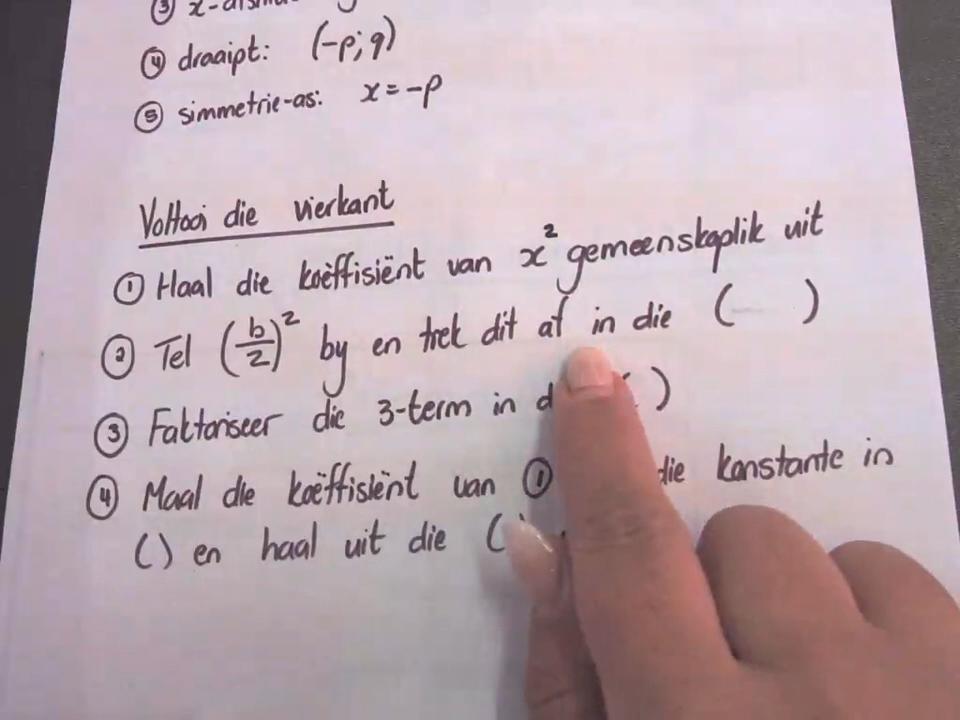 ③
④ draaipt: (-p; q)
⑤ simmetrie-as: x = -p
Voltooi die vierkant
① Haal die koëffisiënt van x² gemeenskaplik uit
② Tel (b/2)² by en trek dit af in die ( )
③ Faktoriseer die 3-term in ( )
④ Maal die koëffisiënt van ① die konstante in
( ) en haal uit die (